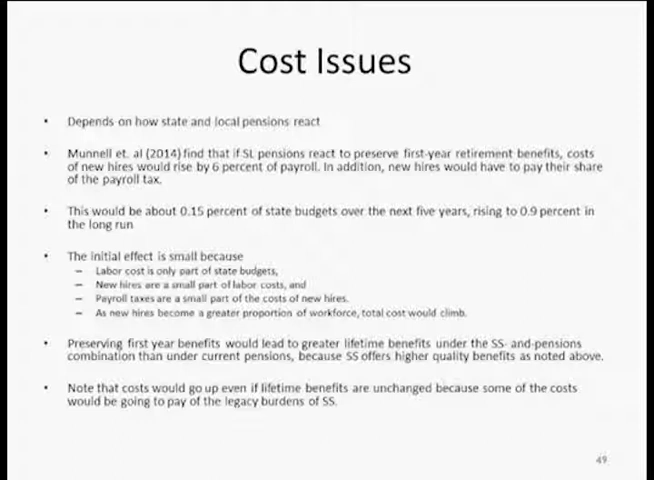 Cost Issues
• Depends on how state and local pensions react
• Munnell et. al (2014) find that if SL pensions react to preserve first-year retirement benefits, costs
of new hires would rise by 6 percent of payroll. In addition, new hires would have to pay their share
of the payroll tax.
• This would be about 0.15 percent of state budgets over the next five years, rising to 0.9 percent in
the long run
• The initial effect is small because
– Labor cost is only part of state budgets,
– New hires are a small part of labor costs, and
– Payroll taxes are a small part of the costs of new hires.
– As new hires become a greater proportion of workforce, total cost would climb.
• Preserving first year benefits would lead to greater lifetime benefits under the SS- and-pensions
combination than under current pensions, because SS offers higher quality benefits as noted above.
• Note that costs would go up even if lifetime benefits are unchanged because some of the costs
would be going to pay of the legacy burdens of SS.
49